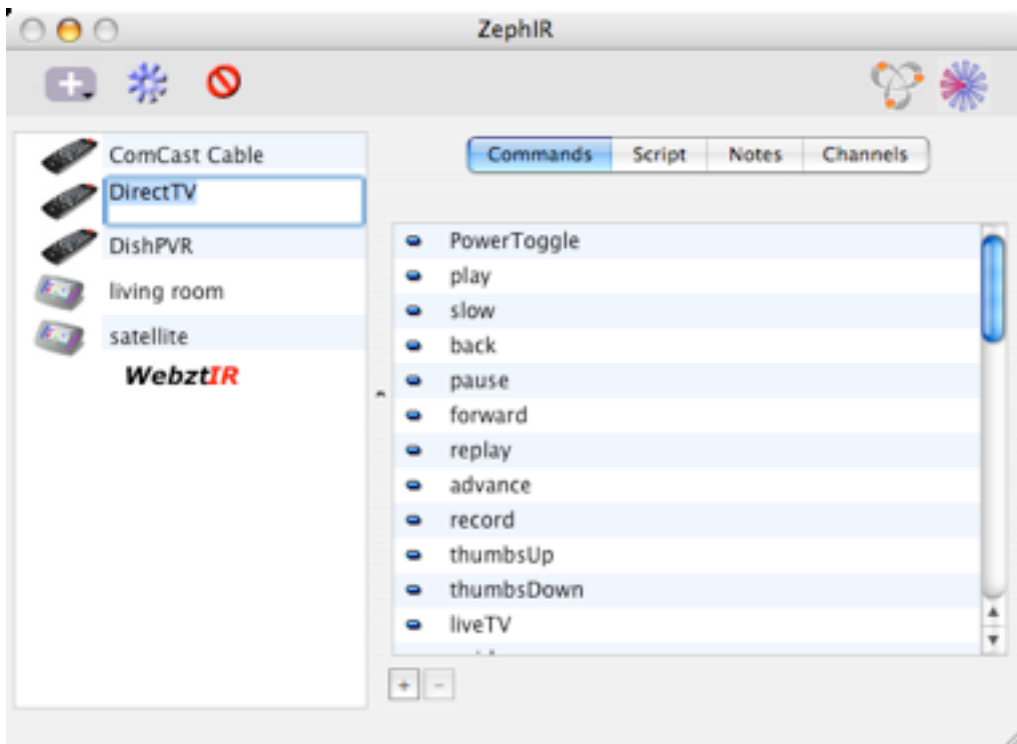 ZephIR
ComCast Cable
DirectTV
DishPVR
living room
satellite
WebztIR
Commands Script Notes Channels
PowerToggle
play
slow
back
pause
forward
replay
advance
record
thumbsUp
thumbsDown
liveTV